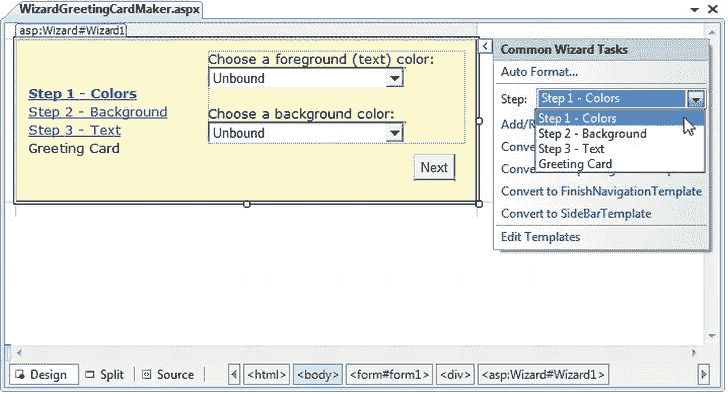 WizardGreetingCardMaker.aspx
asp:Wizard#Wizard1
Step 1 - Colors
Step 2 - Background
Step 3 - Text
Greeting Card
Choose a foreground (text) color:
Unbound
Choose a background color:
Unbound
Next
Common Wizard Tasks
Auto Format...
Step: Step 1 - Colors
Step 1 - Colors
Step 2 - Background
Step 3 - Text
Greeting Card
Add/R
Conve
Conve
Convert to FinishNavigationTemplate
Convert to SideBarTemplate
Edit Templates
Design Split Source <html> <body> <form#form1> <div> <asp:Wizard#Wizard1>